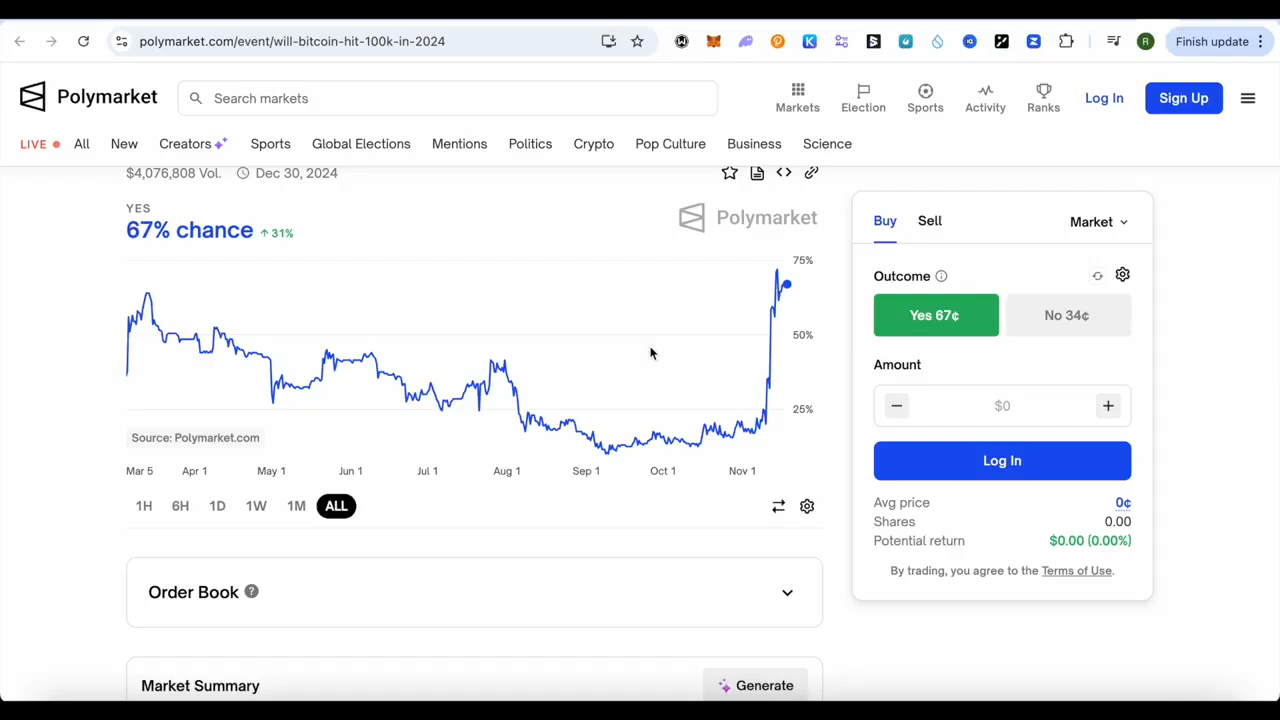 polymarket.com/event/will-bitcoin-hit-100k-in-2024
R
Finish update
Polymarket
Search markets
Markets
Election
Sports
Activity
Ranks
Log In
Sign Up
LIVE
All
New
Creators
Sports
Global Elections
Mentions
Politics
Crypto
Pop Culture
Business
Science
$4,076,808 Vol.
Dec 30, 2024
YES
67% chance
31%
Polymarket
75%
50%
25%
Source: Polymarket.com
Mar 5
Apr 1
May 1
Jun 1
Jul 1
Aug 1
Sep 1
Oct 1
Nov 1
1H
6H
1D
1W
1M
ALL
Order Book ?
Market Summary
Generate
Buy
Sell
Market
Outcome
Yes 67¢
No 34¢
Amount
− $0 +
Log In
Avg price 0¢
Shares 0.00
Potential return $0.00 (0.00%)
By trading, you agree to the Terms of Use.